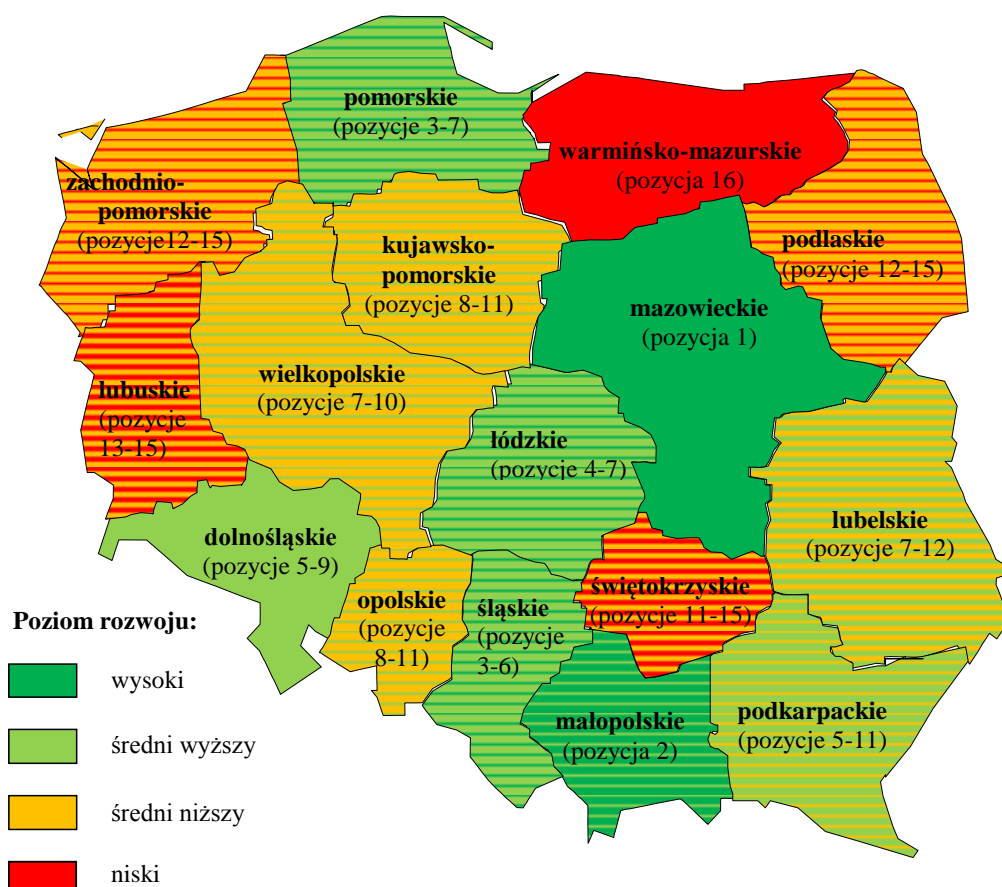 pomorskie
(pozycje 3-7)
warmińsko-mazurskie
(pozycja 16)
zachodnio-
pomorskie
(pozycje12-15)
podlaskie
(pozycje 12-15)
kujawsko-
pomorskie
(pozycje 8-11)
mazowieckie
(pozycja 1)
lubuskie
(pozycje
13-15)
wielkopolskie
(pozycje 7-10)
łódzkie
(pozycje 4-7)
dolnośląskie
(pozycje 5-9)
lubelskie
(pozycje 7-12)
opolskie
(pozycje
8-11)
śląskie
(pozycje
3-6)
świętokrzyskie
(pozycje 11-15)
małopolskie
(pozycja 2)
podkarpackie
(pozycje 5-11)
Poziom rozwoju:
wysoki
średni wyższy
średni niższy
niski